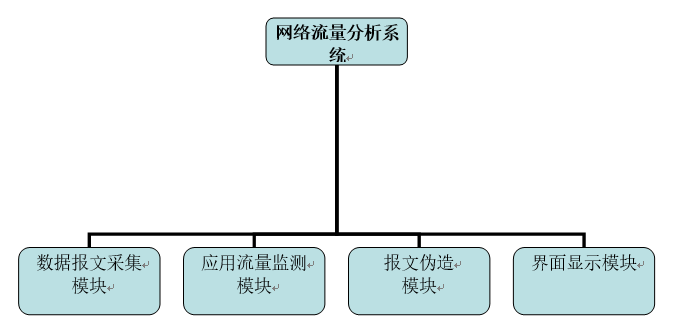 网络流量分析系
统
数据报文采集
模块
应用流量监测
模块
报文伪造
模块
界面显示模块